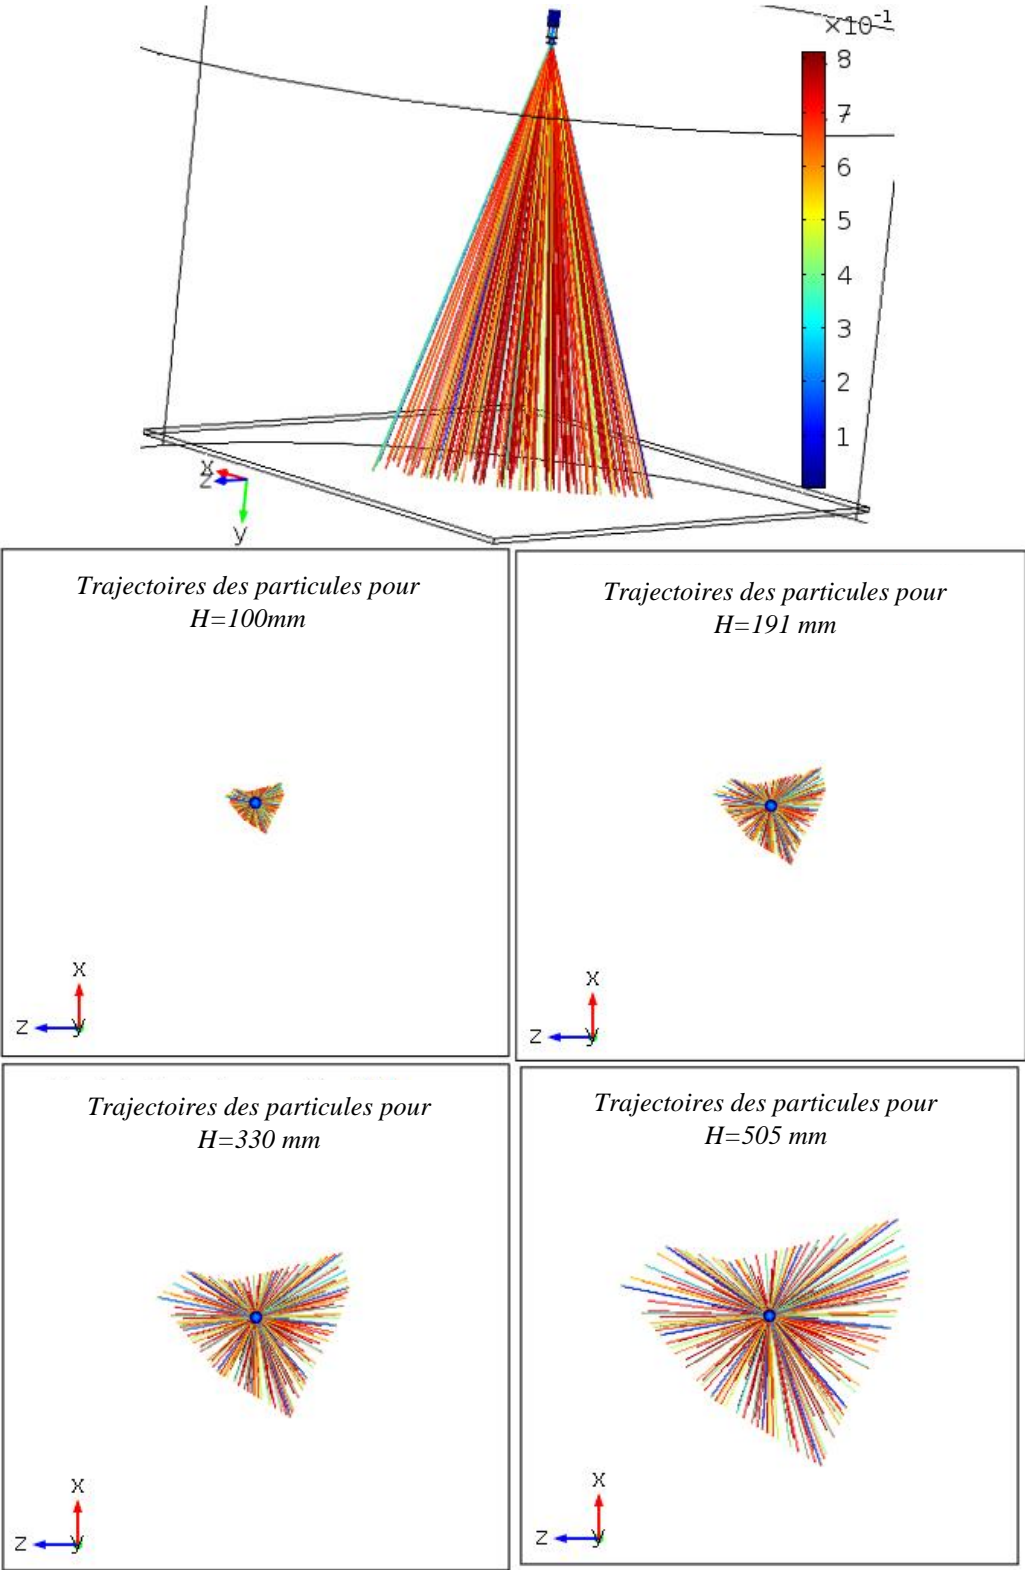 ×10⁻¹
8
7
6
5
4
3
2
1
x
z
y
Trajectoires des particules pour
H=100mm
x
z
y
Trajectoires des particules pour
H=191 mm
x
z
y
Trajectoires des particules pour
H=330 mm
x
z
y
Trajectoires des particules pour
H=505 mm
x
z
y